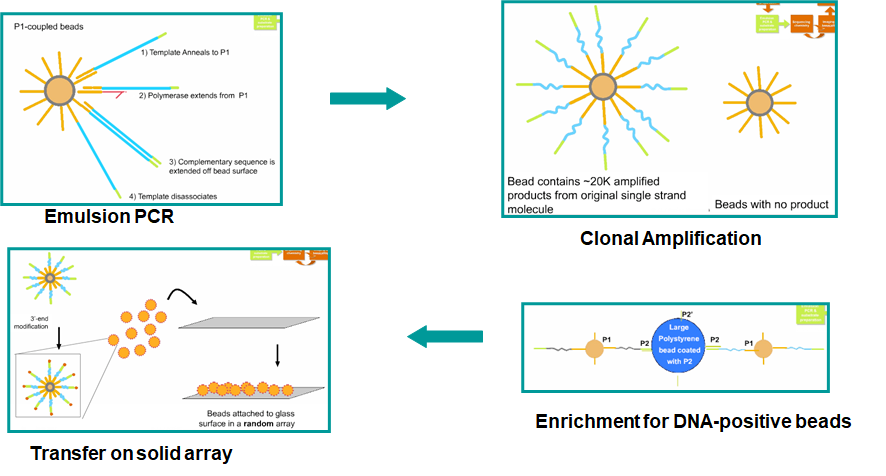 P1-coupled beads
1) Template Anneals to P1
2) Polymerase extends from P1
3) Complementary sequence is
extended off bead surface
4) Template disassociates
Emulsion PCR
Bead contains ~20K amplified
products from original single strand
molecule
Beads with no product
Clonal Amplification
3'-end
modification
Beads attached to glass
surface in a random array
Transfer on solid array
P2'
Large
Polystyrene
bead coated
with P2
P1
P2
P2
P1
Enrichment for DNA-positive beads